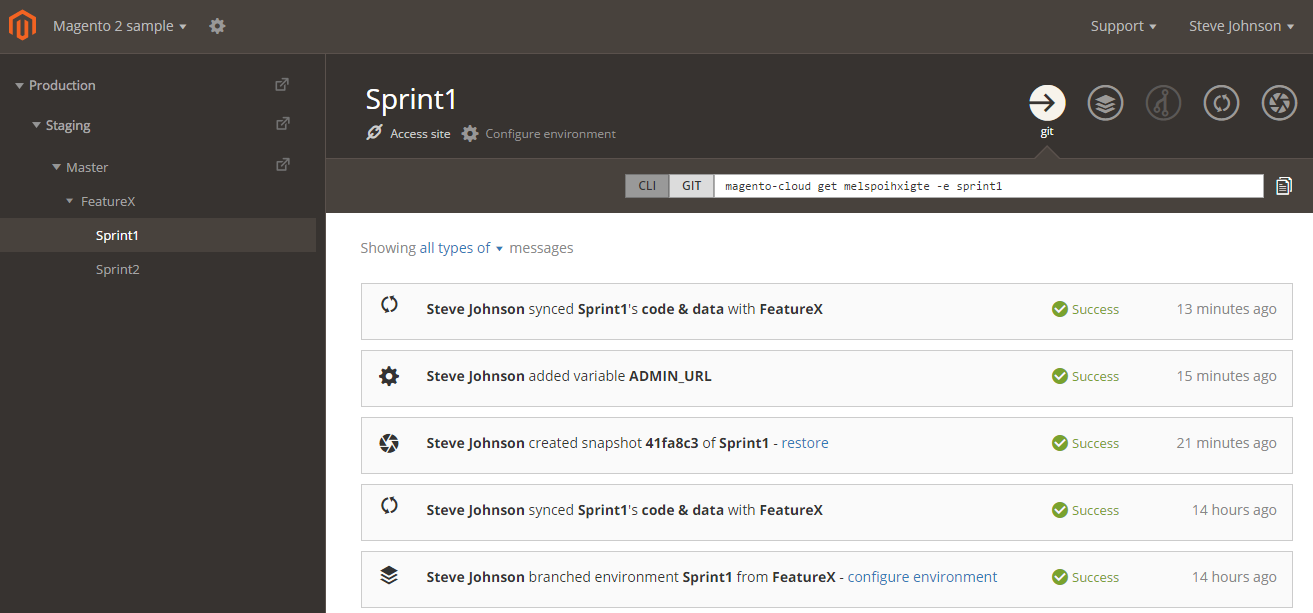 Magento 2 sample
Support
Steve Johnson
Production
Staging
Master
FeatureX
Sprint1
Sprint2
Sprint1
Access site
Configure environment
git
CLI
GIT
magento-cloud get melspoihxigte -e sprint1
Showing all types of messages
Steve Johnson synced Sprint1's code & data with FeatureX
Success
13 minutes ago
Steve Johnson added variable ADMIN_URL
Success
15 minutes ago
Steve Johnson created snapshot 41fa8c3 of Sprint1 - restore
Success
21 minutes ago
Steve Johnson synced Sprint1's code & data with FeatureX
Success
14 hours ago
Steve Johnson branched environment Sprint1 from FeatureX - configure environment
Success
14 hours ago